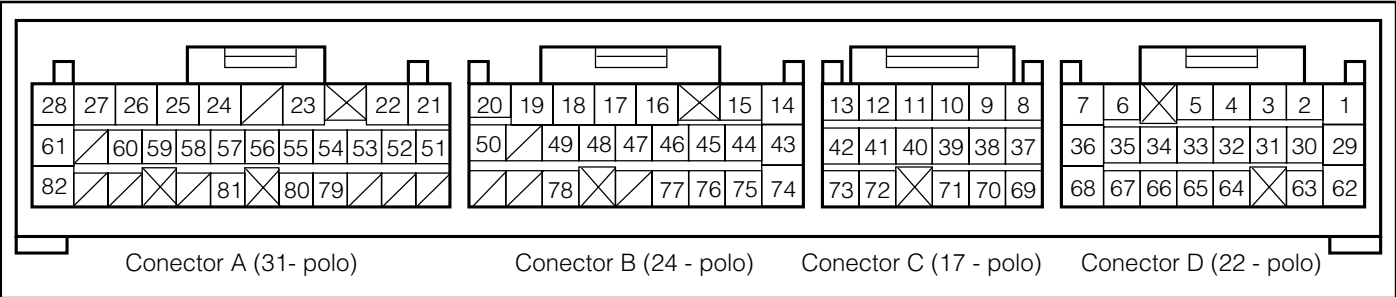 28 27 26 25 24 23 22 21 20 19 18 17 16 15 14 13 12 11 10 9 8 7 6 5 4 3 2 1
61 60 59 58 57 56 55 54 53 52 51 50 49 48 47 46 45 44 43 42 41 40 39 38 37 36 35 34 33 32 31 30 29
82 81 80 79 78 77 76 75 74 73 72 71 70 69 68 67 66 65 64 63 62
Conector A (31- polo) Conector B (24 - polo) Conector C (17 - polo) Conector D (22 - polo)